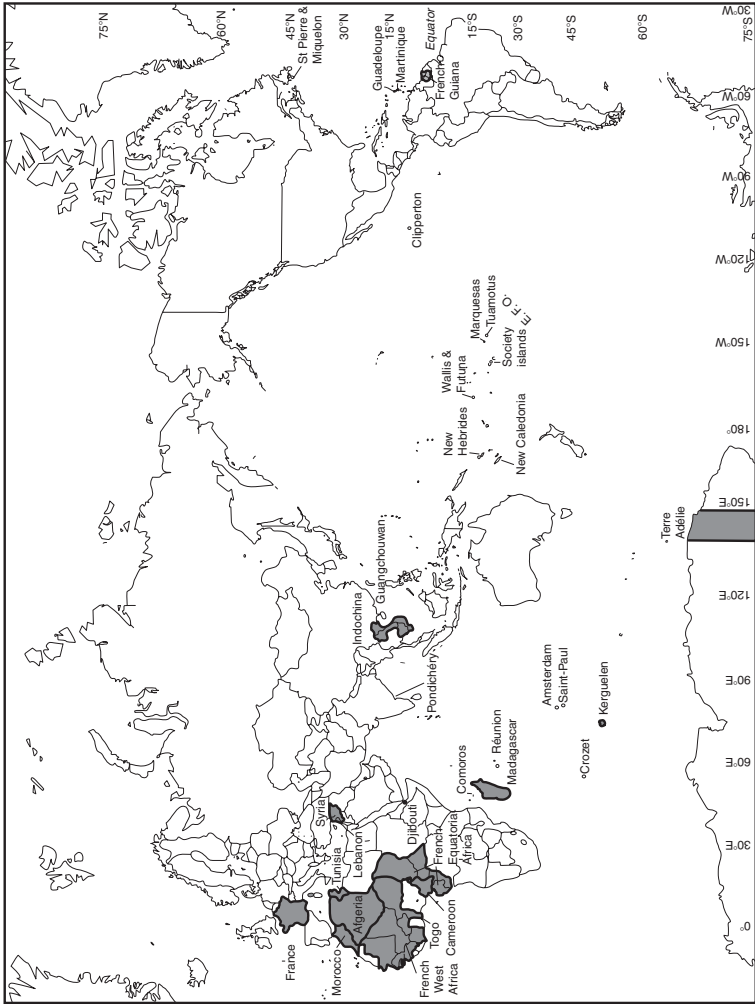 75°N
60°N
45°N
30°N
15°N
Equator
15°S
30°S
45°S
60°S
75°S
0°
30°E
60°E
90°E
120°E
150°E
180°
150°W
120°W
90°W
60°W
30°W
France
Morocco
Algeria
Tunisia
Lebanon
Syria
French
West
Africa
Togo
Cameroon
French
Equatorial
Africa
Djibouti
Comoros
Réunion
Madagascar
Crozet
Kerguelen
Amsterdam
Saint-Paul
Pondichéry
Indochina
Guangchouwan
Terre
Adélie
New
Hebrides
New Caledonia
Wallis &
Futuna
Society
islands
Marquesas
Tuamotus
E. F. O.
Clipperton
St Pierre &
Miquelon
Guadeloupe
Martinique
French
Guiana